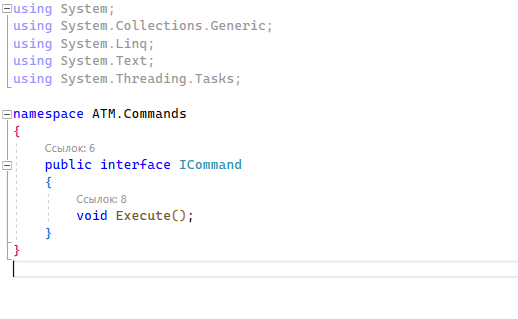 using System;
using System.Collections.Generic;
using System.Linq;
using System.Text;
using System.Threading.Tasks;
namespace ATM.Commands
{
Ссылок: 6
public interface ICommand
{
Ссылок: 8
void Execute();
}
}